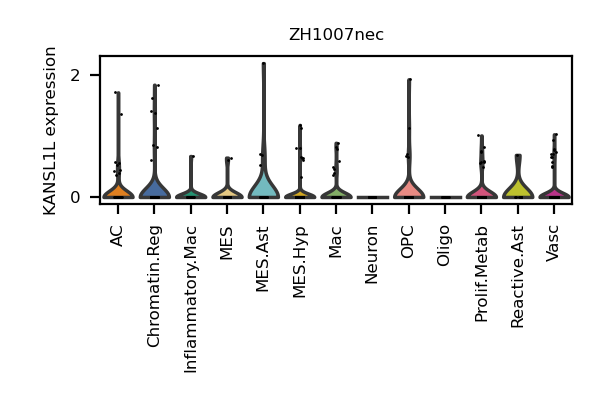 ZH1007nec
KANSL1L expression
2
0
AC
Chromatin.Reg
Inflammatory.Mac
MES
MES.Ast
MES.Hyp
Mac
Neuron
OPC
Oligo
Prolif.Metab
Reactive.Ast
Vasc